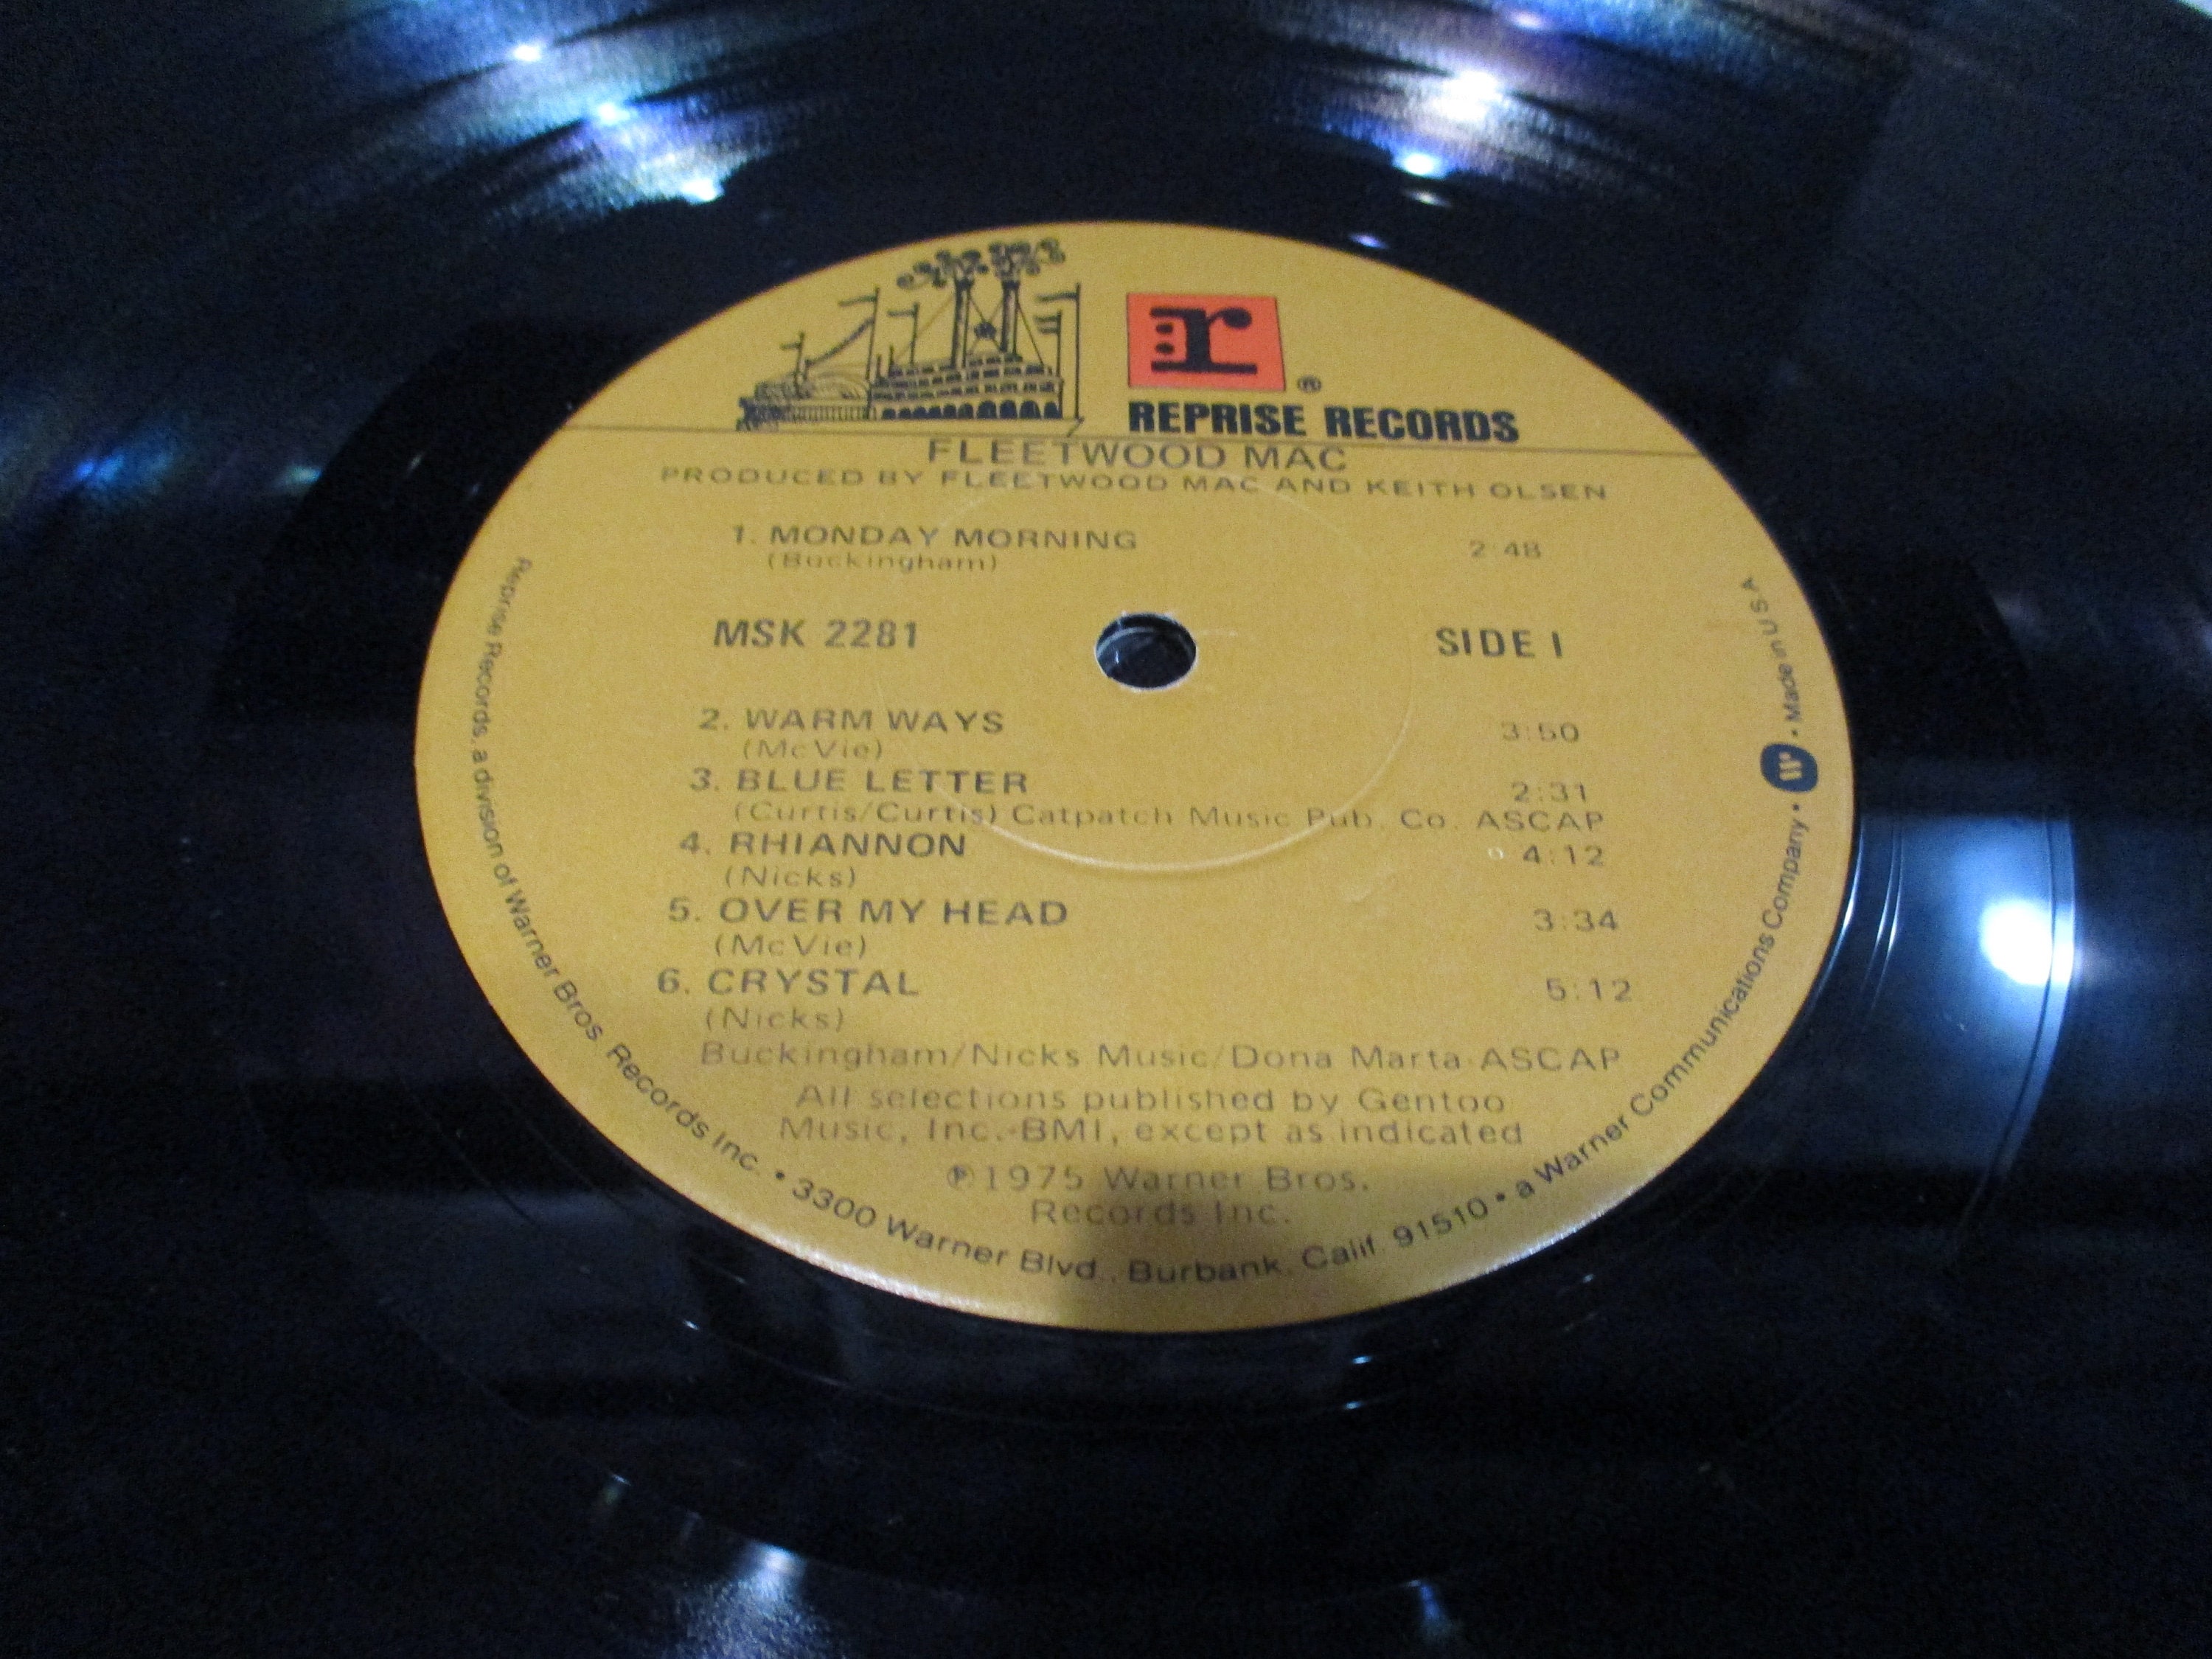 r
®
REPRISE RECORDS
FLEETWOOD MAC
PRODUCED BY FLEETWOOD MAC AND KEITH OLSEN
1. MONDAY MORNING 2:48
(Buckingham)
MSK 2281 SIDE I
2. WARM WAYS 3:50
(McVie)
3. BLUE LETTER 2:31
(Curtis/Curtis) Catpatch Music Pub. Co. ASCAP
4. RHIANNON 4:12
(Nicks)
5. OVER MY HEAD 3:34
(McVie)
6. CRYSTAL 5:12
(Nicks)
Buckingham/Nicks Music/Dona Marta-ASCAP
All selections published by Gentoo
Music, Inc.-BMI, except as indicated
℗1975 Warner Bros.
Records Inc.
Reprise Records, a division of Warner Bros. Records Inc. • 3300 Warner Blvd., Burbank, Calif. 91510 • a Warner Communications Company • W • Made in U.S.A.